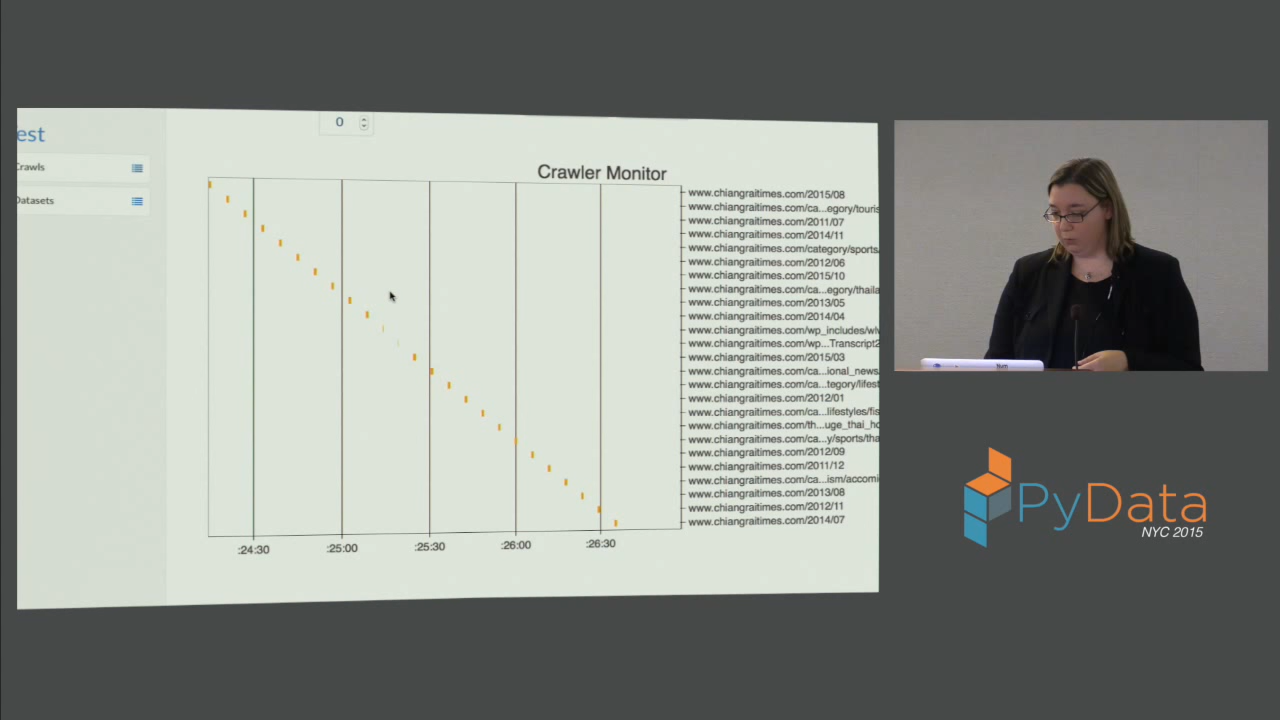 est
Crawls
Datasets
0
Crawler Monitor
www.chiangraitimes.com/2015/08
www.chiangraitimes.com/ca...egory/touris
www.chiangraitimes.com/2011/07
www.chiangraitimes.com/2014/11
www.chiangraitimes.com/category/sports/
www.chiangraitimes.com/2012/06
www.chiangraitimes.com/2015/10
www.chiangraitimes.com/ca...egory/thaila
www.chiangraitimes.com/2013/05
www.chiangraitimes.com/2014/04
www.chiangraitimes.com/wp_includes/wlv
www.chiangraitimes.com/wp...Transcript2
www.chiangraitimes.com/2015/03
www.chiangraitimes.com/ca...ional_news
www.chiangraitimes.com/ca...tegory/lifest
www.chiangraitimes.com/2012/01
www.chiangraitimes.com/ca...lifestyles/fis
www.chiangraitimes.com/th...uge_thai_ho
www.chiangraitimes.com/ca...y/sports/tha
www.chiangraitimes.com/2012/09
www.chiangraitimes.com/2011/12
www.chiangraitimes.com/ca...ism/accomi
www.chiangraitimes.com/2013/08
www.chiangraitimes.com/2012/11
www.chiangraitimes.com/2014/07
:24:30 :25:00 :25:30 :26:00 :26:30
PyData
NYC 2015